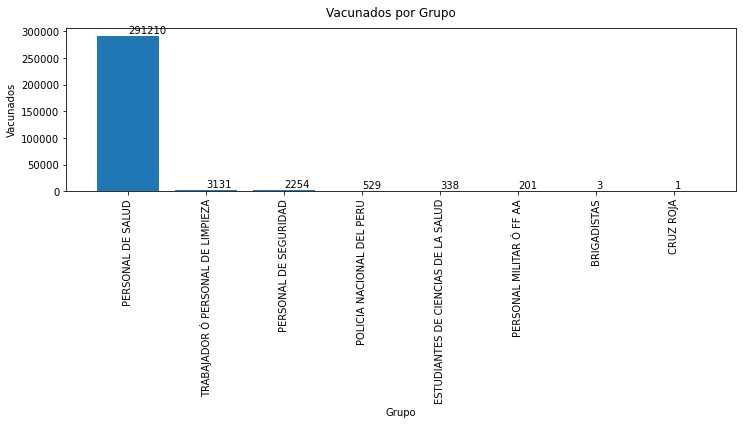 Vacunados por Grupo
Vacunados
300000
250000
200000
150000
100000
50000
0
291210
3131
2254
529
338
201
3
1
PERSONAL DE SALUD
TRABAJADOR Ó PERSONAL DE LIMPIEZA
PERSONAL DE SEGURIDAD
POLICIA NACIONAL DEL PERU
ESTUDIANTES DE CIENCIAS DE LA SALUD
PERSONAL MILITAR Ó FF AA
BRIGADISTAS
CRUZ ROJA
Grupo